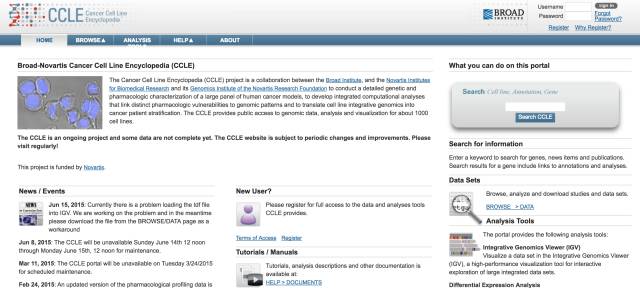 CCLE Cancer Cell Line
Encyclopedia
BROAD
INSTITUTE
Username
sign in
Password
Forgot
Password?
Register Why Register?
HOME BROWSE▲ ANALYSIS
TOOLS HELP▲ ABOUT
Broad-Novartis Cancer Cell Line Encyclopedia (CCLE)
The Cancer Cell Line Encyclopedia (CCLE) project is a collaboration between the Broad Institute, and the Novartis Institutes
for Biomedical Research and its Genomics Institute of the Novartis Research Foundation to conduct a detailed genetic and
pharmacologic characterization of a large panel of human cancer models, to develop integrated computational analyses
that link distinct pharmacologic vulnerabilities to genomic patterns and to translate cell line integrative genomics into
cancer patient stratification. The CCLE provides public access to genomic data, analysis and visualization for about 1000
cell lines.
The CCLE is an ongoing project and some data are not complete yet. The CCLE website is subject to periodic changes and improvements. Please
visit regularly!
This project is funded by Novartis.
News / Events
NEWS
Jun 15, 2015: Currently there is a problem loading the tdf file
into IGV. We are working on the problem and in the meantime
please download the file from the BROWSE/DATA page as a
workaround
Jun 8, 2015: The CCLE will be unavailable Sunday June 14th 12 noon
through Monday June 15th, 12 noon for maintenance.
Mar 11, 2015: The CCLE portal will be unavailable on Tuesday 3/24/2015
for scheduled maintenance.
Feb 24, 2015: An updated version of the pharmacological profiling data is
New User?
Please register for full access to the data and analyses tools
CCLE provides.
Terms of Access Register
Tutorials / Manuals
Tutorials, analysis descriptions and other documentation is
available at:
HELP > DOCUMENTS
What you can do on this portal
Search Cell line, Annotation, Gene
Search CCLE
Search for information
Enter a keyword to search for genes, news items and publications.
Search results for a gene include links to annotations and analyses.
Data Sets
Browse, analyze and download studies and data sets.
BROWSE > DATA
Analysis Tools
The portal provides the following analysis tools:
Integrative Genomics Viewer (IGV)
Visualize a data set in the Integrative Genomics Viewer
(IGV), a high-performance visualization tool for interactive
exploration of large integrated data sets.
Differential Expression Analysis